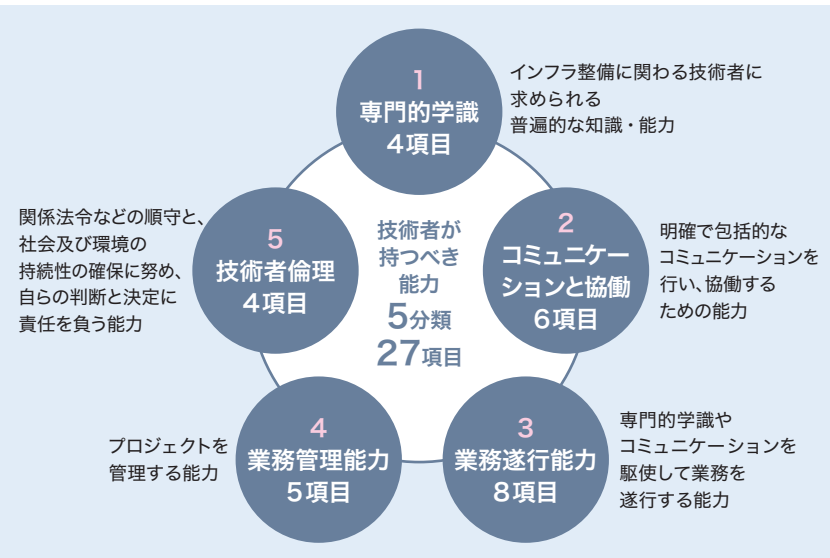 1
専門的学識
4項目
インフラ整備に関わる技術者に
求められる
普遍的な知識・能力
2
コミュニケー
ションと協働
6項目
明確で包括的な
コミュニケーションを
行い、協働する
ための能力
3
業務遂行能力
8項目
専門的学識や
コミュニケーションを
駆使して業務を
遂行する能力
4
業務管理能力
5項目
プロジェクトを
管理する能力
5
技術者倫理
4項目
関係法令などの順守と、
社会及び環境の
持続性の確保に努め、
自らの判断と決定に
責任を負う能力
技術者が
持つべき
能力
5分類
27項目